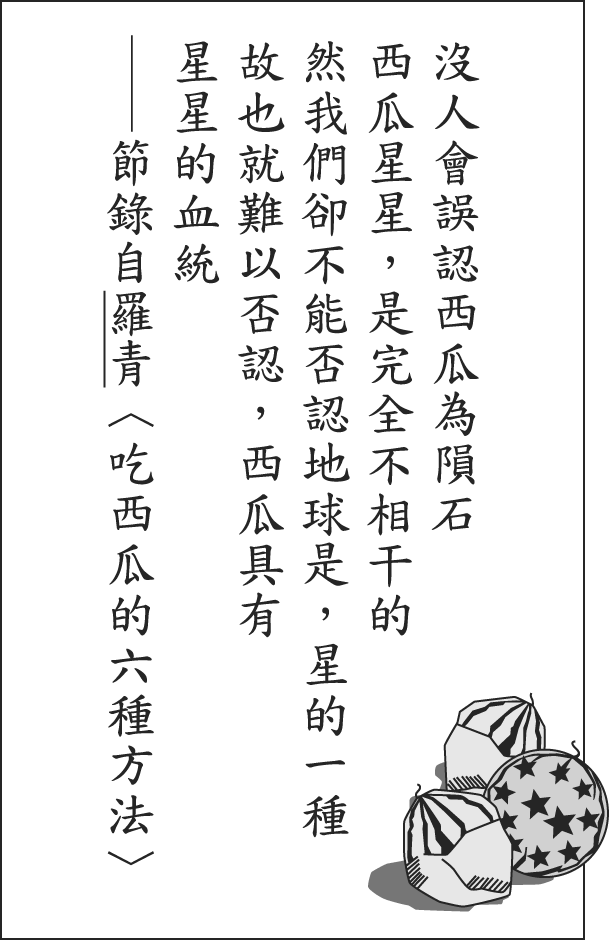 沒人會誤認西瓜為隕石
西瓜星星，是完全不相干的
然我們卻不能否認地球是，星的一種
故也就難以否認，西瓜具有
星星的血統
——節錄自羅青〈吃西瓜的六種方法〉